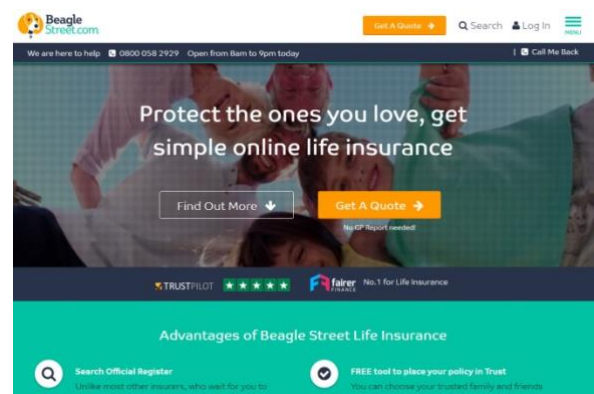 Beagle
Street.com
Get A Quote
Search
Log In
MENU
We are here to help 0800 058 2929 Open from 8am to 9pm today
| Call Me Back
Protect the ones you love, get
simple online life insurance
Find Out More
Get A Quote
No GP Report needed!
TRUSTPILOT
fairer
FINANCE
No.1 for Life Insurance
Advantages of Beagle Street Life Insurance
Search Official Register
Unlike most other insurers, who wait for you to
FREE tool to place your policy in Trust
You can choose your trusted family and friends